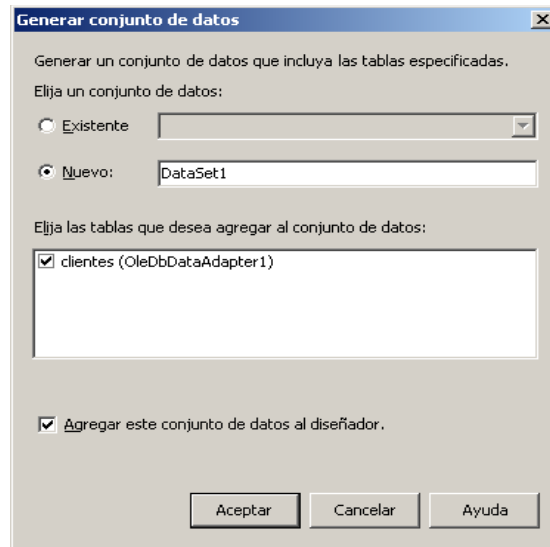 Generar conjunto de datos
Generar un conjunto de datos que incluya las tablas especificadas.
Elija un conjunto de datos:
Existente
Nuevo:
DataSet1
Elija las tablas que desea agregar al conjunto de datos:
clientes (OleDbDataAdapter1)
Agregar este conjunto de datos al diseñador.
Aceptar
Cancelar
Ayuda